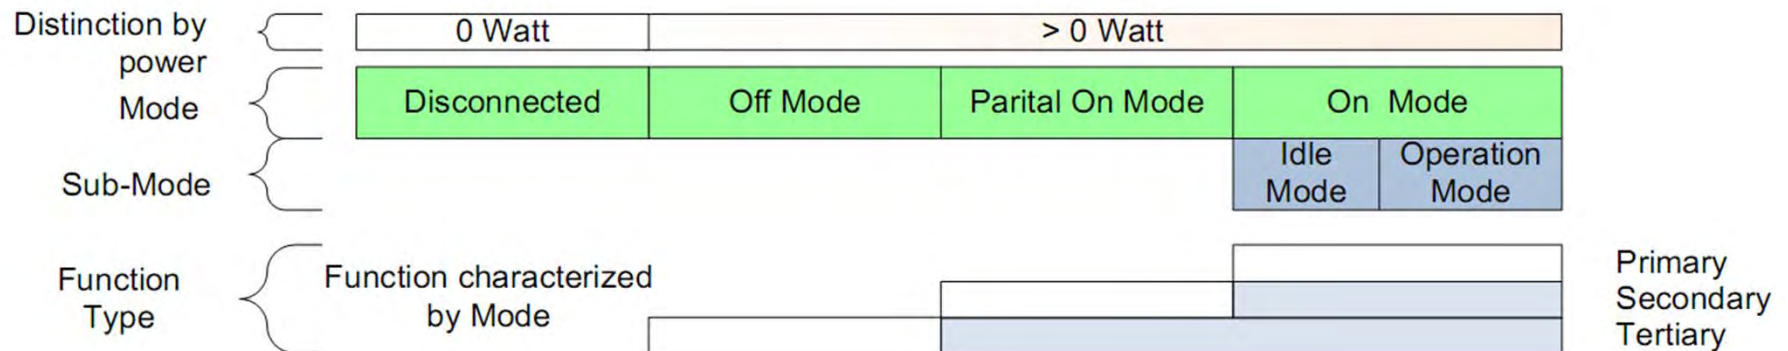 Distinction by
power
0 Watt
> 0 Watt
Mode
Disconnected
Off Mode
Parital On Mode
On Mode
Sub-Mode
Idle
Mode
Operation
Mode
Function
Type
Function characterized
by Mode
Primary
Secondary
Tertiary